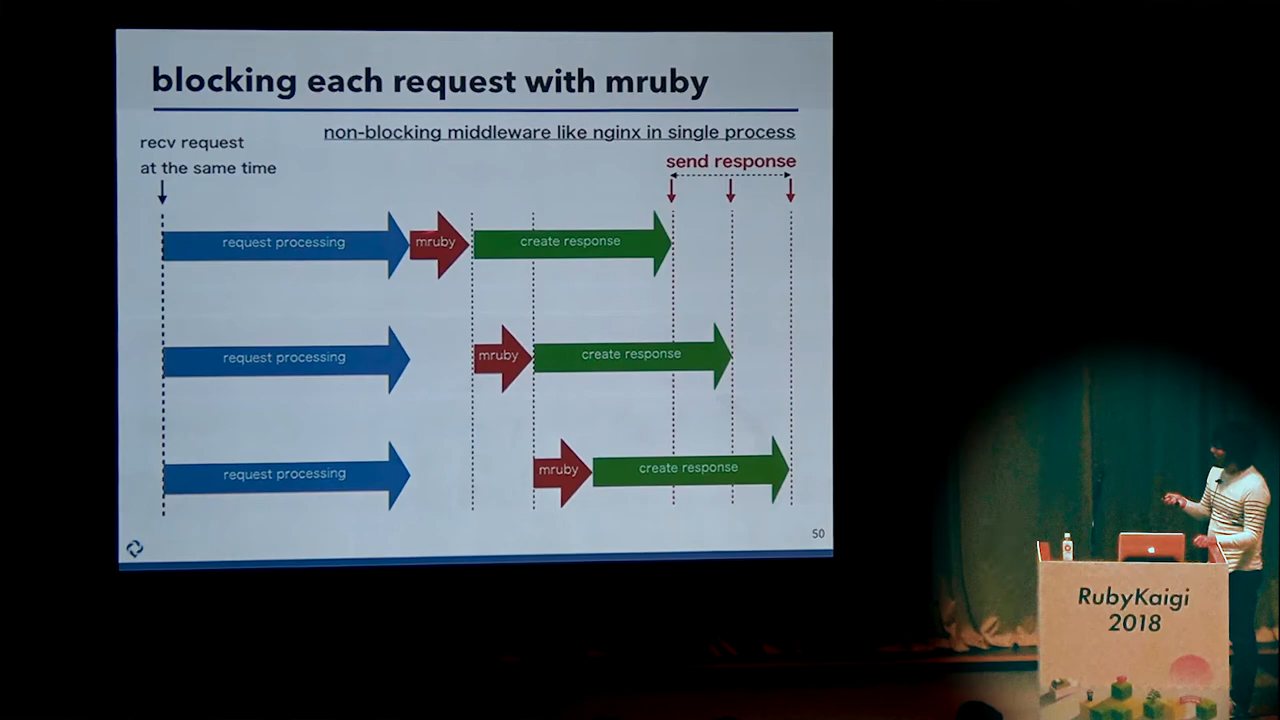 blocking each request with mruby
non-blocking middleware like nginx in single process
recv request
at the same time
send response
request processing
mruby
create response
request processing
mruby
create response
request processing
mruby
create response
50
RubyKaigi
2018